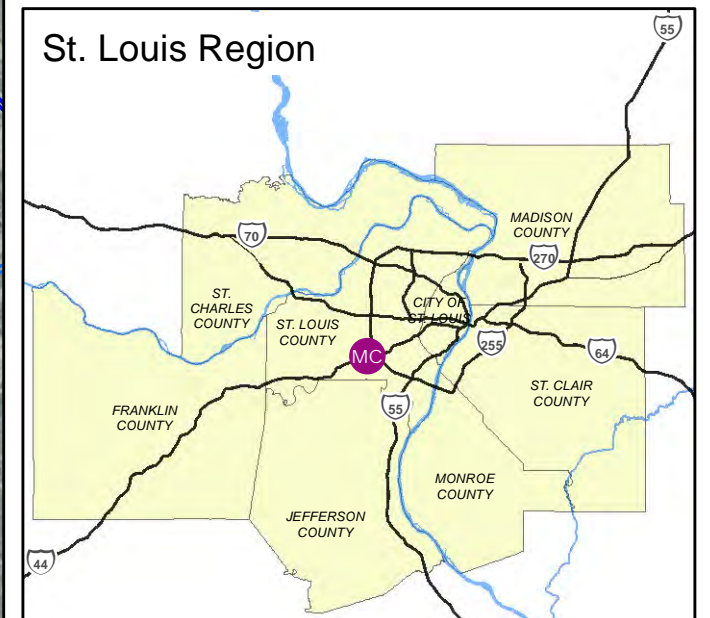 St. Louis Region
55
MADISON
COUNTY
70
270
ST.
CHARLES
COUNTY
CITY OF
ST. LOUIS
ST. LOUIS
COUNTY
255
64
MC
ST. CLAIR
COUNTY
FRANKLIN
COUNTY
55
MONROE
COUNTY
JEFFERSON
COUNTY
44